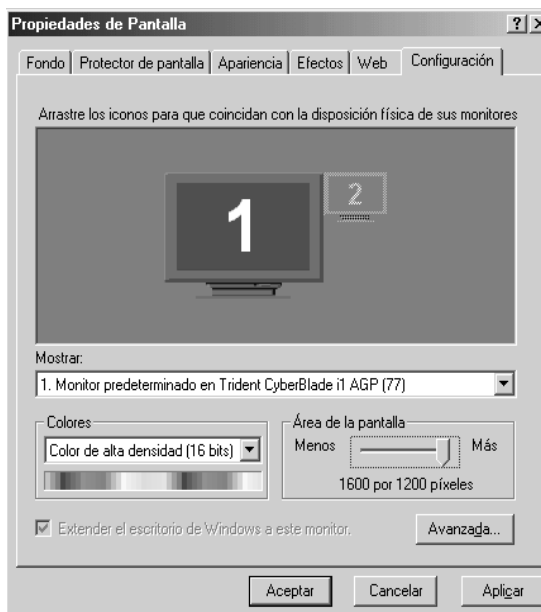 Propiedades de Pantalla
Fondo Protector de pantalla Apariencia Efectos Web Configuración
Arrastre los iconos para que coincidan con la disposición física de sus monitores
1 2
Mostrar:
1. Monitor predeterminado en Trident CyberBlade i1 AGP (77)
Colores
Color de alta densidad (16 bits)
Área de la pantalla
Menos Más
1600 por 1200 píxeles
Extender el escritorio de Windows a este monitor.
Avanzada...
Aceptar Cancelar Aplicar